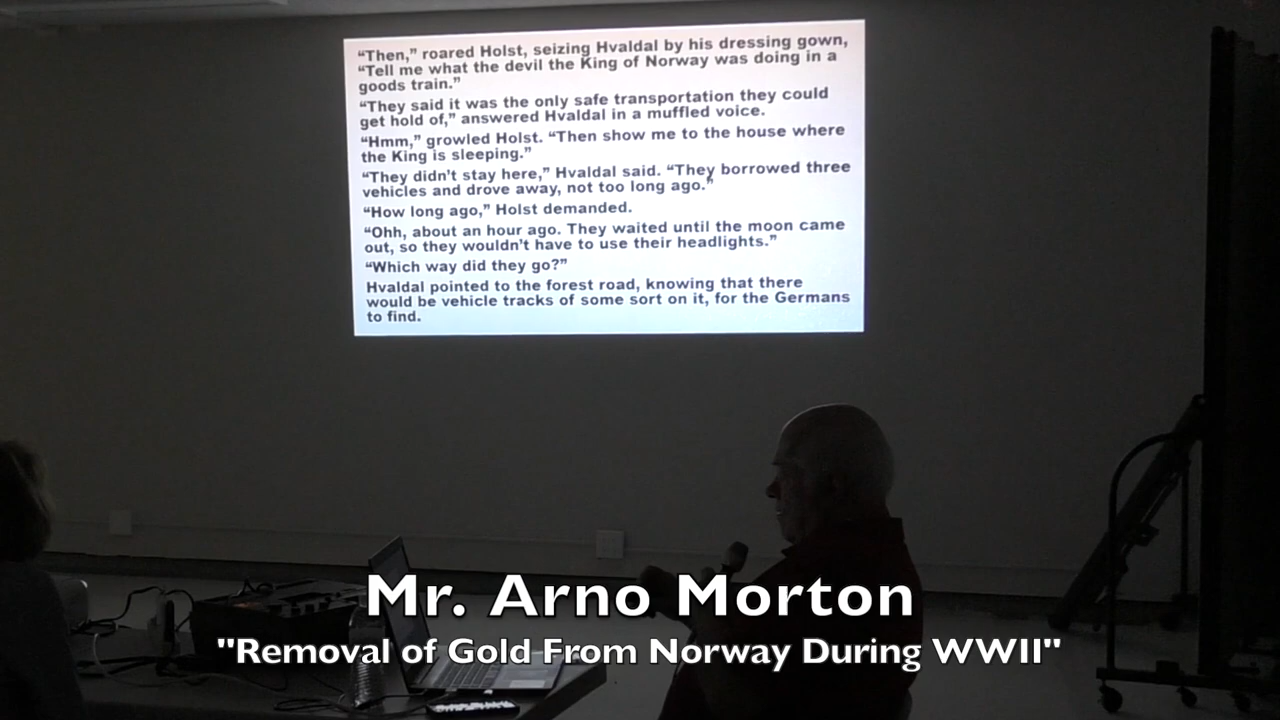 “Then,” roared Holst, seizing Hvaldal by his dressing gown,
“Tell me what the devil the King of Norway was doing in a
goods train.”
“They said it was the only safe transportation they could
get hold of,” answered Hvaldal in a muffled voice.
“Hmm,” growled Holst. “Then show me to the house where
the King is sleeping.”
“They didn’t stay here,” Hvaldal said. “They borrowed three
vehicles and drove away, not too long ago.”
“How long ago,” Holst demanded.
“Ohh, about an hour ago. They waited until the moon came
out, so they wouldn’t have to use their headlights.”
“Which way did they go?”
Hvaldal pointed to the forest road, knowing that there
would be vehicle tracks of some sort on it, for the Germans
to find.
Mr. Arno Morton
"Removal of Gold From Norway During WWII"